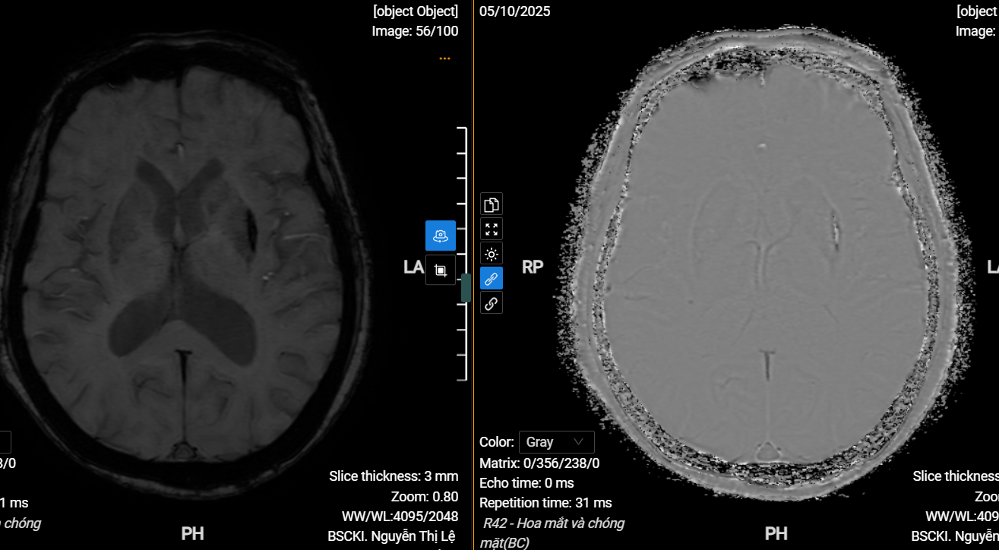 [object Object]
Image: 56/100
LA
3/0
1 ms
chóng
Slice thickness: 3 mm
Zoom: 0.80
WW/WL:4095/2048
BSCKI. Nguyễn Thị Lệ
PH
05/10/2025
[object
Image:
RP
LA
Color: Gray
Matrix: 0/356/238/0
Echo time: 0 ms
Repetition time: 31 ms
R42 - Hoa mắt và chóng
mặt(BC)
Slice thickness:
Zoo
WW/WL:409
BSCKI. Nguyễn
PH